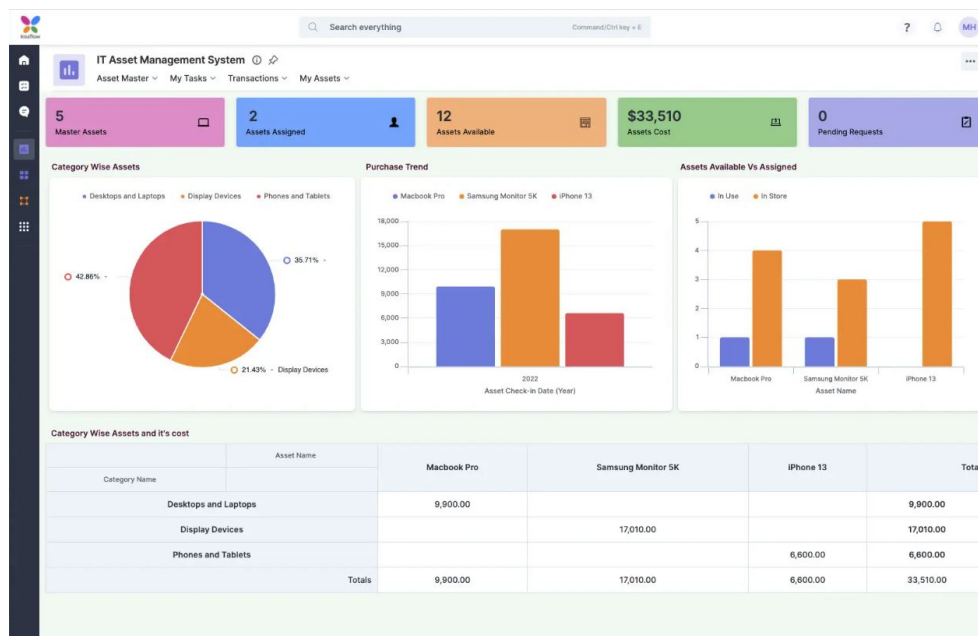 kissflow
Search everything
Command/Ctrl key + E
?
MH
IT Asset Management System
Asset Master My Tasks Transactions My Assets
5
Master Assets
2
Assets Assigned
12
Assets Available
$33,510
Assets Cost
0
Pending Requests
Category Wise Assets
Desktops and Laptops Display Devices Phones and Tablets
35.71% -
42.86% -
21.43% - Display Devices
Purchase Trend
Macbook Pro Samsung Monitor 5K iPhone 13
18,000
15,000
12,000
9,000
6,000
3,000
0
2022
Asset Check-in Date (Year)
Assets Available Vs Assigned
In Use In Store
5
4
3
2
1
0
Macbook Pro Samsung Monitor 5K iPhone 13
Asset Name
Category Wise Assets and it's cost
Asset Name
Category Name
Macbook Pro Samsung Monitor 5K iPhone 13 Tota
Desktops and Laptops 9,900.00 9,900.00
Display Devices 17,010.00 17,010.00
Phones and Tablets 6,600.00 6,600.00
Totals 9,900.00 17,010.00 6,600.00 33,510.00